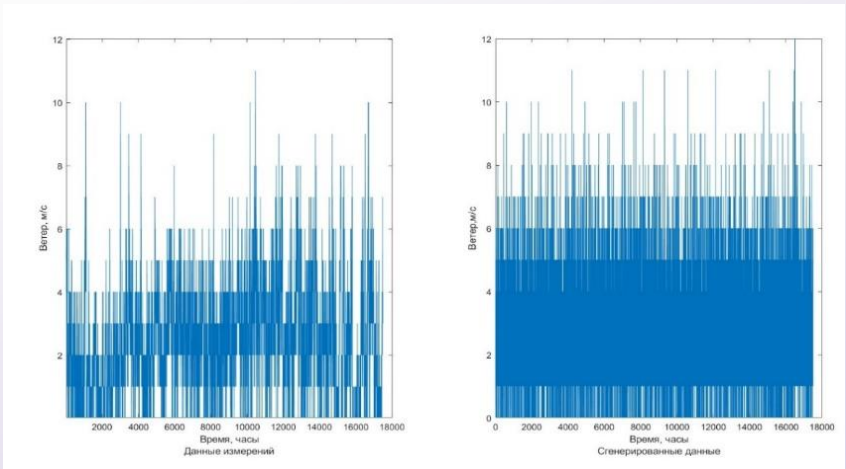 12
10
8
6
4
2
Ветер, м/с
2000 4000 6000 8000 10000 12000 14000 16000 18000
Время, часы
Данные измерений
12
10
8
6
4
2
0
Ветер,м/с
0 2000 4000 6000 8000 10000 12000 14000 16000 18000
Время, часы
Сгенерированные данные